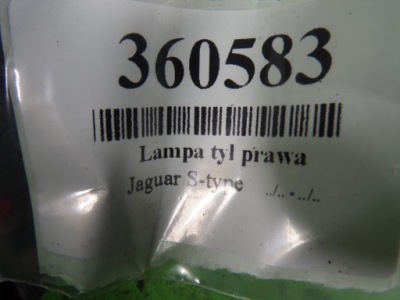 360583
Lampa tył prawa
Jaguar S-type ../.. - ../..